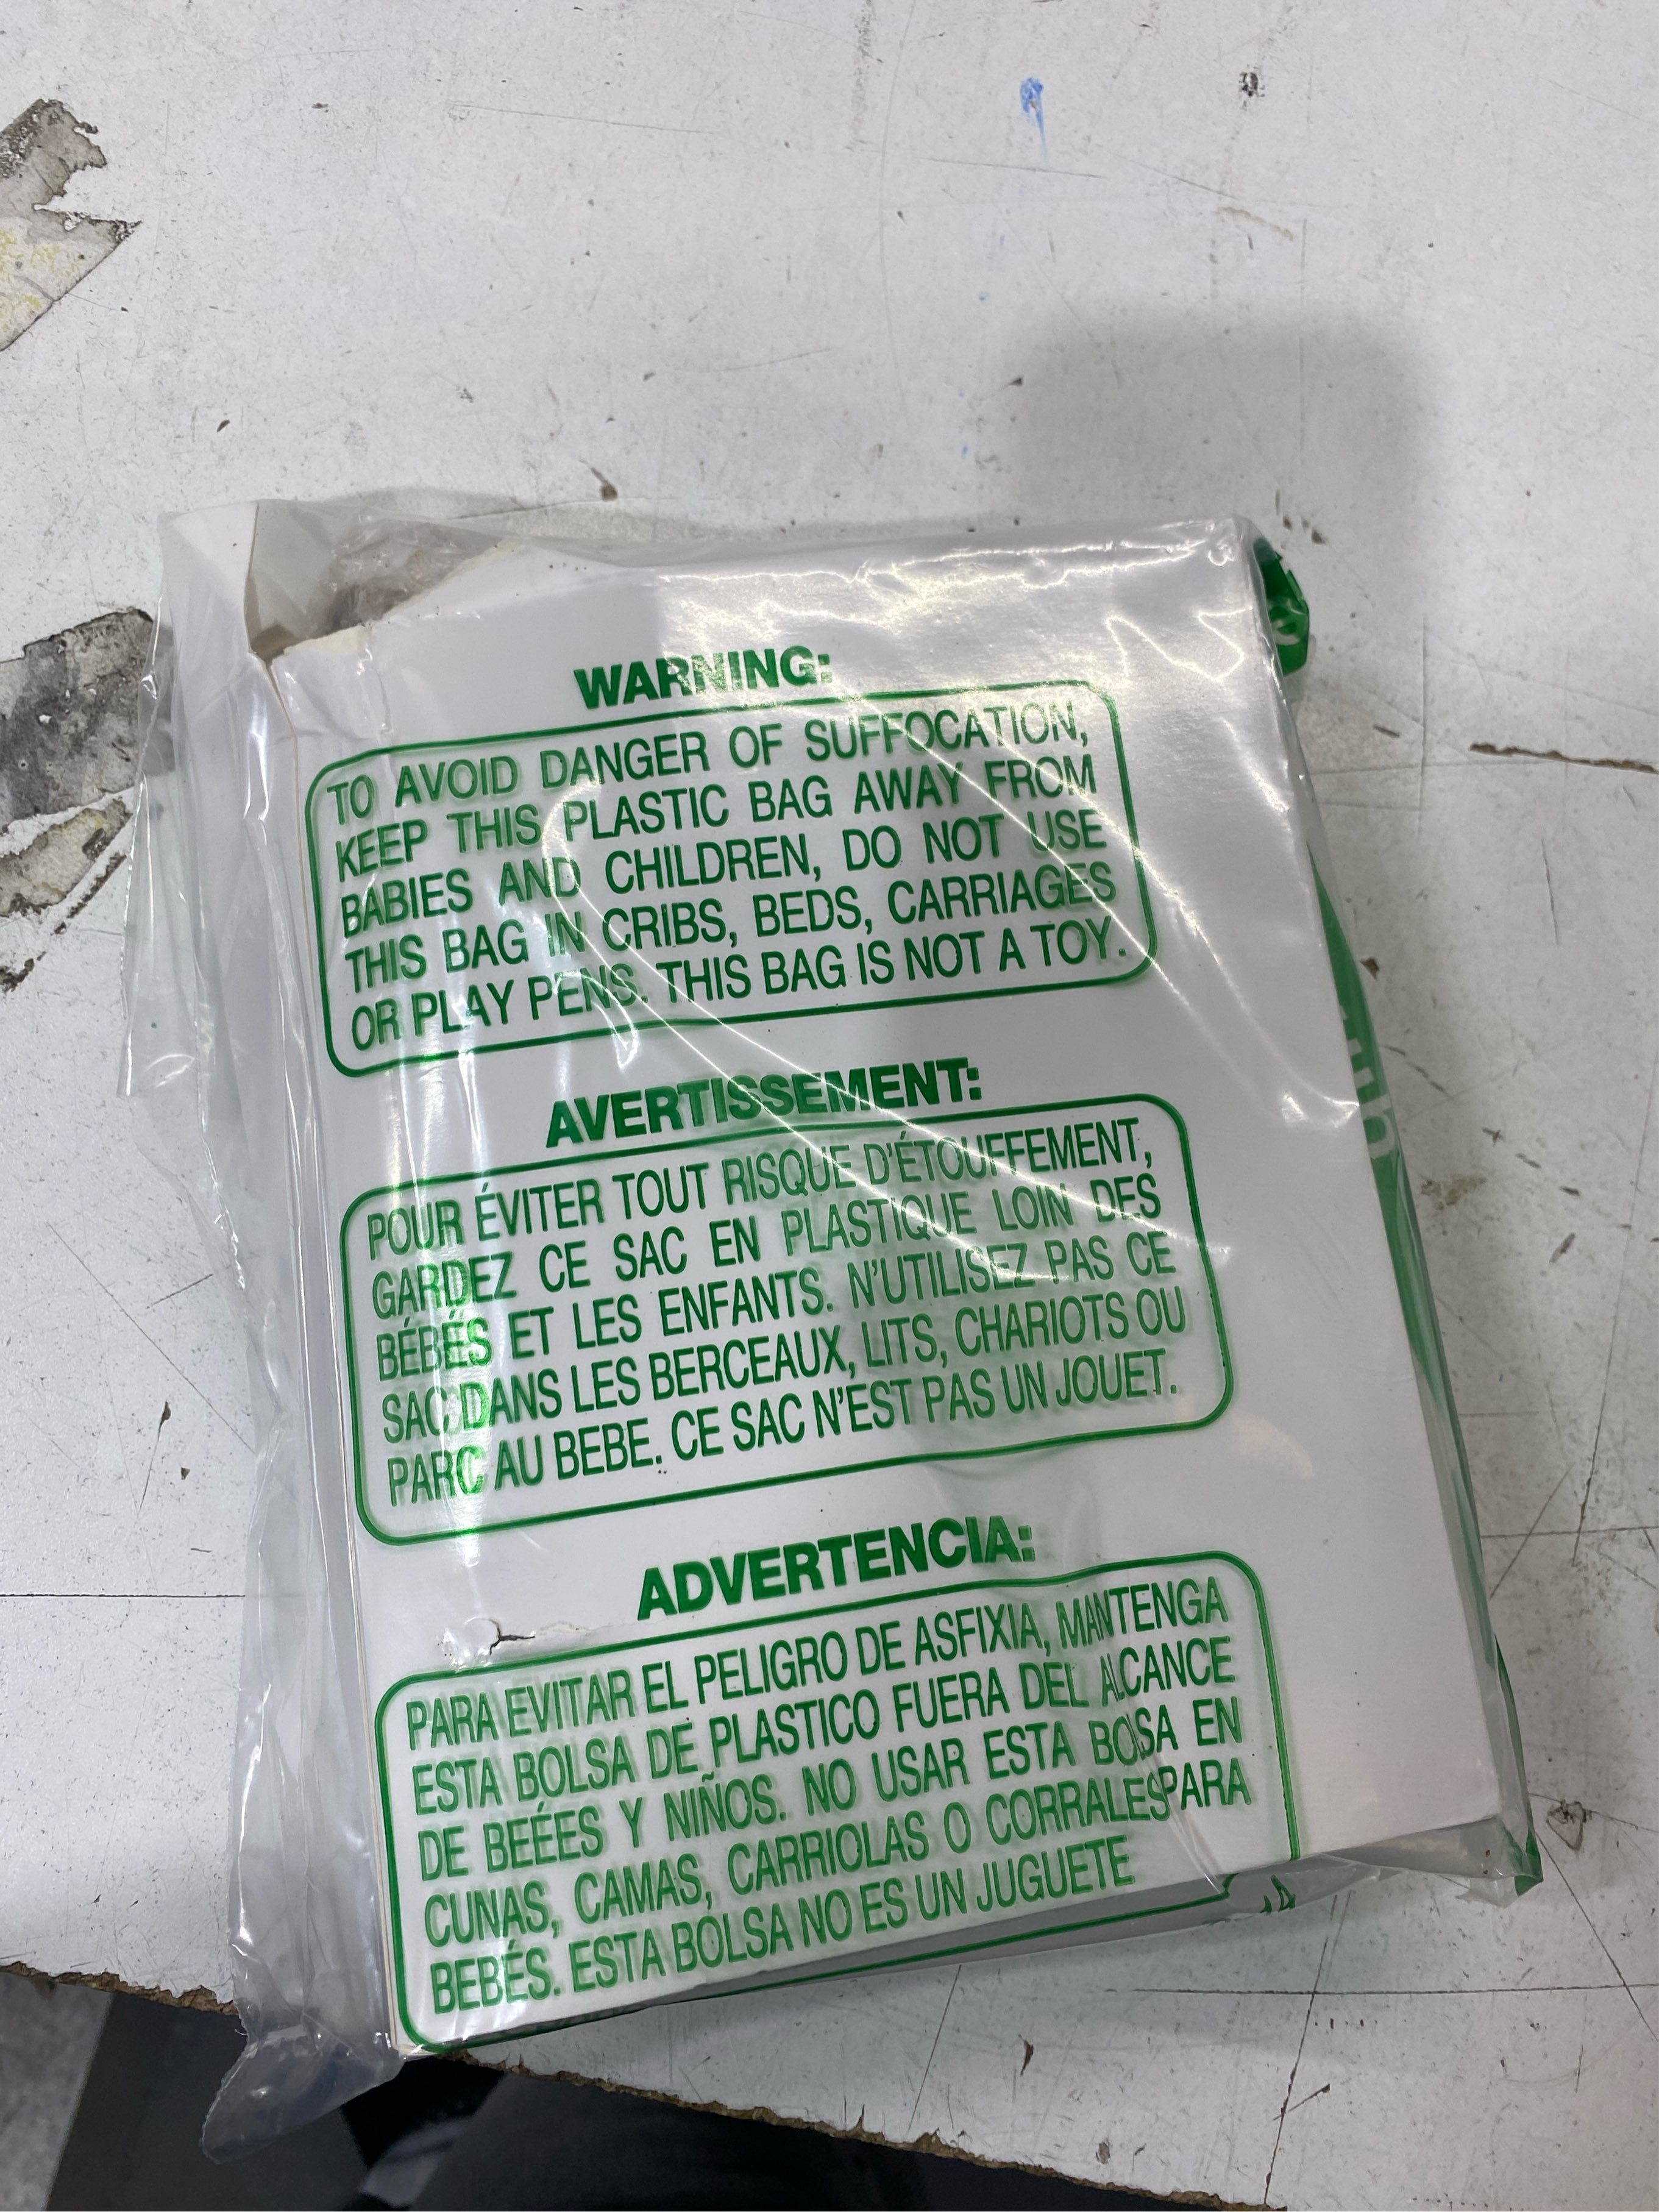 WARNING:
TO AVOID DANGER OF SUFFOCATION,
KEEP THIS PLASTIC BAG AWAY FROM
BABIES AND CHILDREN, DO NOT USE
THIS BAG IN CRIBS, BEDS, CARRIAGES
OR PLAY PENS. THIS BAG IS NOT A TOY.
AVERTISSEMENT:
POUR ÉVITER TOUT RISQUE D'ÉTOUFFEMENT,
GARDEZ CE SAC EN PLASTIQUE LOIN DES
BÉBÉS ET LES ENFANTS. N'UTILISEZ PAS CE
SAC DANS LES BERCEAUX, LITS, CHARIOTS OU
PARC AU BEBE. CE SAC N'EST PAS UN JOUET.
ADVERTENCIA:
PARA EVITAR EL PELIGRO DE ASFIXIA, MANTENGA
ESTA BOLSA DE PLASTICO FUERA DEL ALCANCE
DE BEÉES Y NIÑOS. NO USAR ESTA BOLSA EN
CUNAS, CAMAS, CARRIOLAS O CORRALES PARA
BEBÉS. ESTA BOLSA NO ES UN JUGUETE